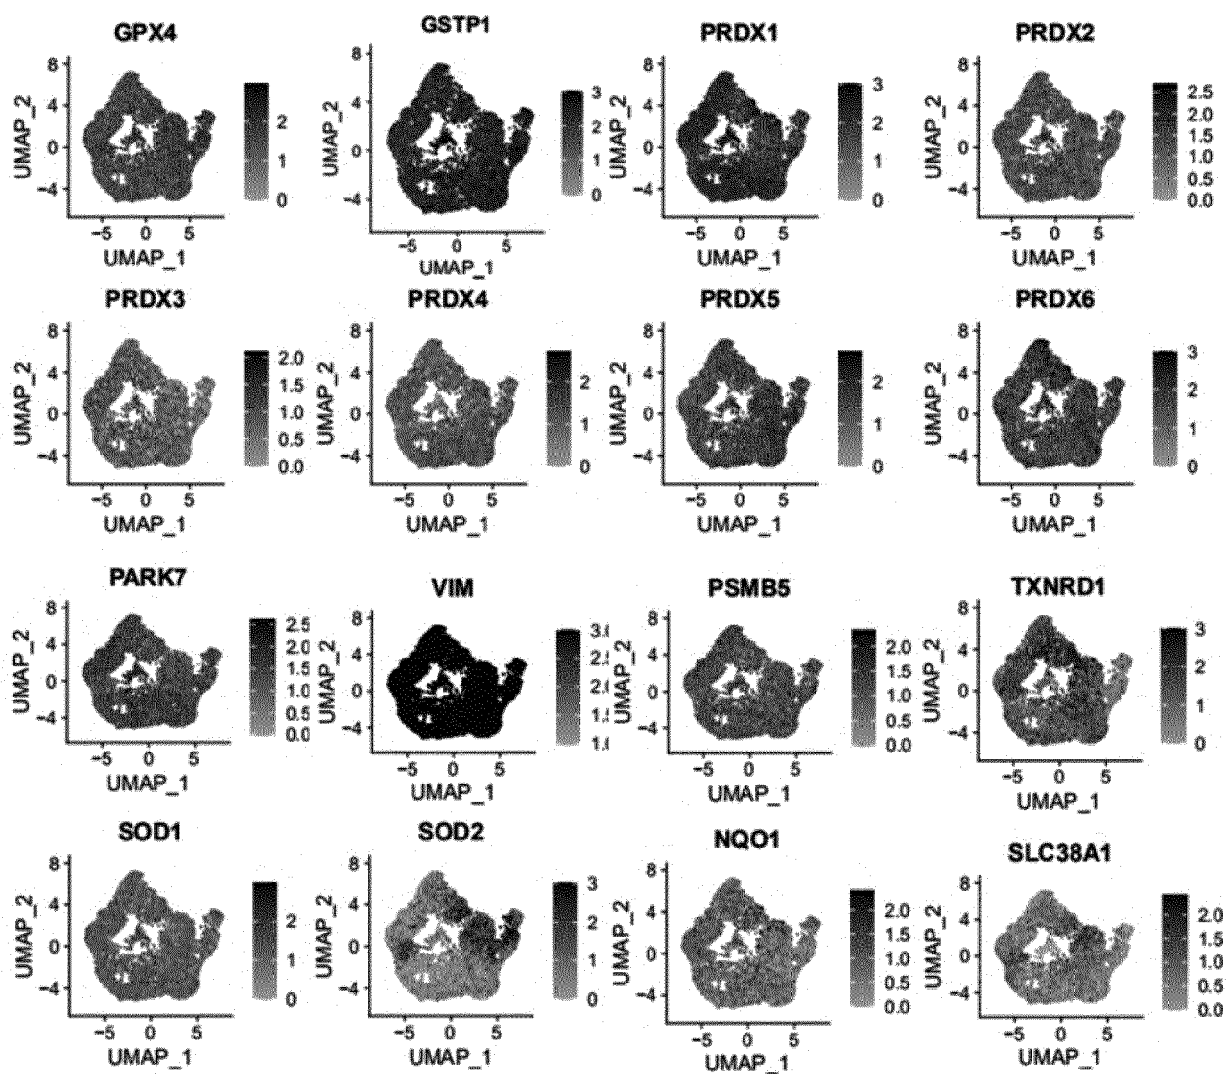 GPX4 GSTP1 PRDX1 PRDX2
UMAP_2 8 4 0 −4 −5 0 5 UMAP_1 2 1 0
UMAP_2 8 4 0 −4 −5 0 5 UMAP_1 3 2 1 0
UMAP_2 8 4 0 −4 −5 0 5 UMAP_1 3 2 1 0
UMAP_2 8 4 0 −4 −5 0 5 UMAP_1 2.5 2.0 1.5 1.0 0.5 0.0
PRDX3 PRDX4 PRDX5 PRDX6
UMAP_2 8 4 0 −4 −5 0 5 UMAP_1 2.0 1.5 1.0 0.5 0.0
UMAP_2 8 4 0 −4 −5 0 5 UMAP_1 2 1 0
UMAP_2 8 4 0 −4 −5 0 5 UMAP_1 2 1 0
UMAP_2 8 4 0 −4 −5 0 5 UMAP_1 3 2 1 0
PARK7 VIM PSMB5 TXNRD1
UMAP_2 8 4 0 −4 −5 0 5 UMAP_1 2.5 2.0 1.5 1.0 0.5 0.0
UMAP_2 8 4 0 −4 −5 0 5 UMAP_1 3. 2. 2.0 1. 1.
UMAP_2 8 4 0 −4 −5 0 5 UMAP_1 2.0 1.5 1.0 0.5 0.0
UMAP_2 8 4 0 −4 −5 0 5 UMAP_1 3 2 1 0
SOD1 SOD2 NQO1 SLC38A1
UMAP_2 8 4 0 −4 −5 0 5 UMAP_1 2 1 0
UMAP_2 8 4 0 −4 −5 0 5 UMAP_1 3 2 1 0
UMAP_2 8 4 0 −4 −5 0 5 UMAP_1 2.0 1.5 1.0 0.5 0.0
UMAP_2 8 4 0 −4 −5 0 5 UMAP_1 2.0 1.5 1.0 0.5 0.0